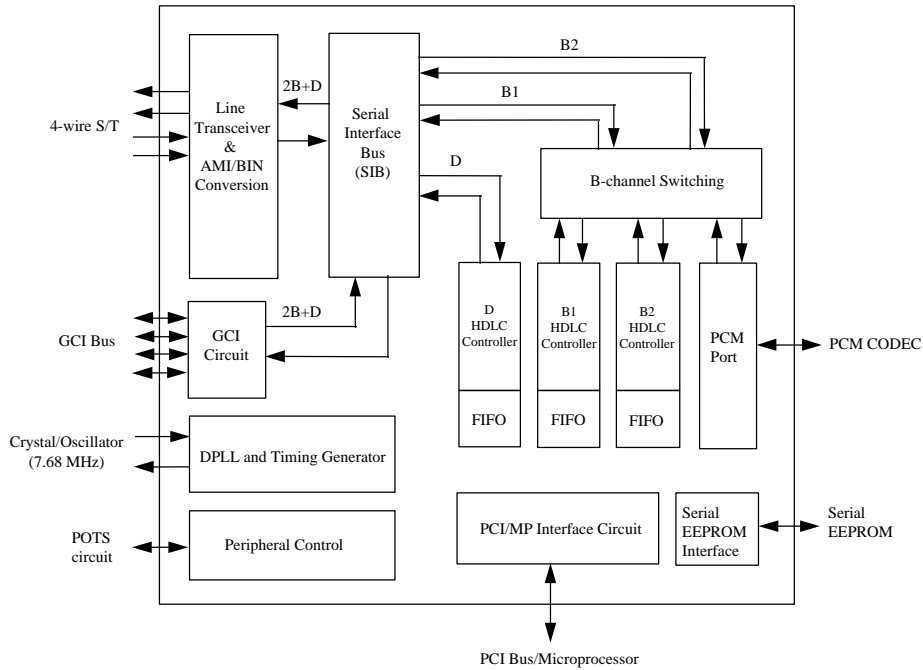 B2
2B+D
B1
4-wire S/T
Line
Transceiver
&
AMI/BIN
Conversion
Serial
Interface
Bus
(SIB)
D
B-channel Switching
GCI Bus
GCI
Circuit
2B+D
D
HDLC
Controller
FIFO
B1
HDLC
Controller
FIFO
B2
HDLC
Controller
FIFO
PCM
Port
PCM CODEC
Crystal/Oscillator
(7.68 MHz)
DPLL and Timing Generator
POTS
circuit
Peripheral Control
PCI/MP Interface Circuit
Serial
EEPROM
Interface
Serial
EEPROM
PCI Bus/Microprocessor